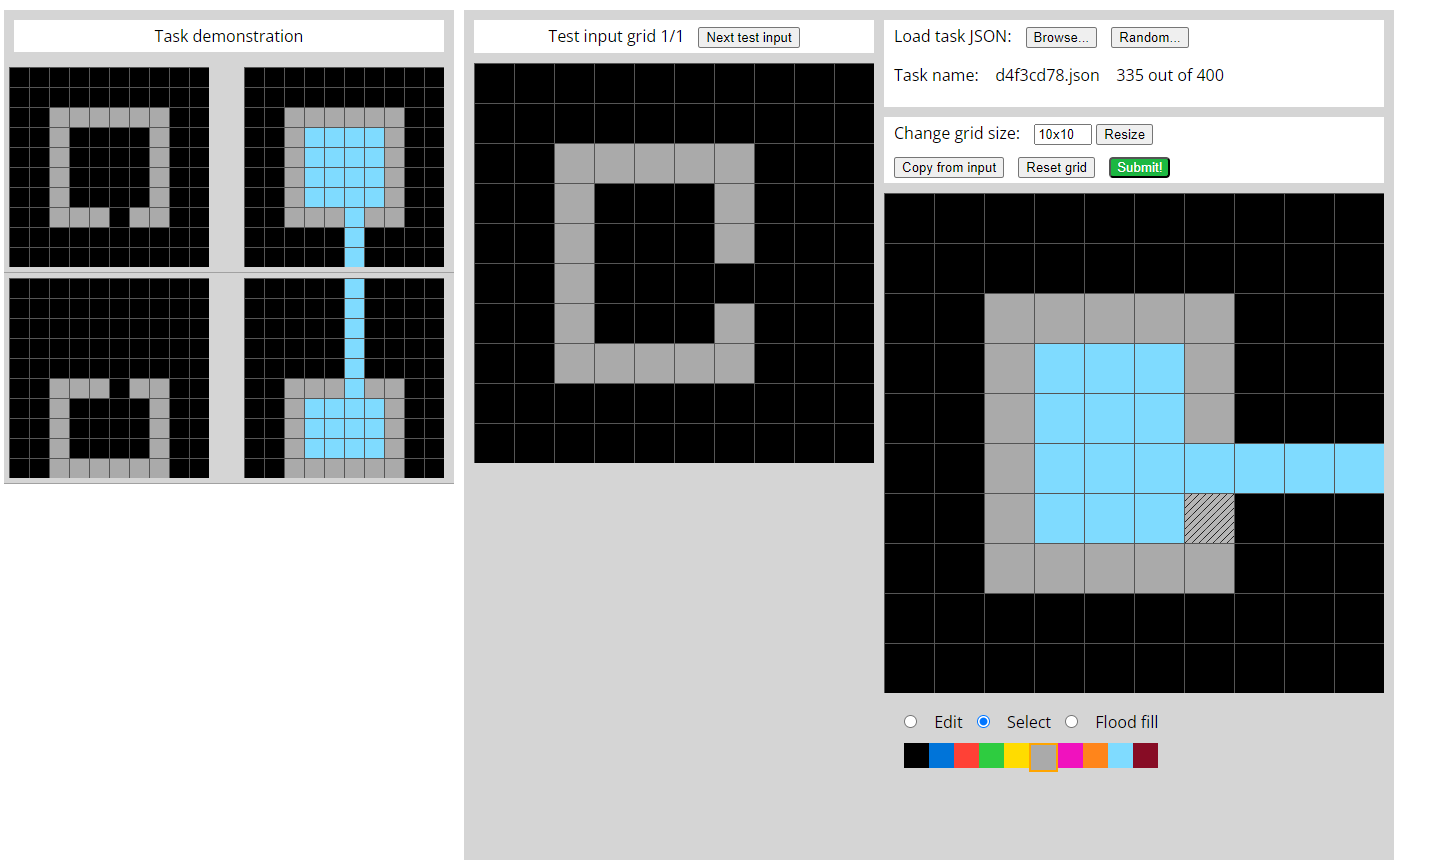 Task demonstration
Test input grid 1/1 Next test input
Load task JSON: Browse... Random...
Task name: d4f3cd78.json 335 out of 400
Change grid size: 10x10 Resize
Copy from input Reset grid Submit!
Edit Select Flood fill